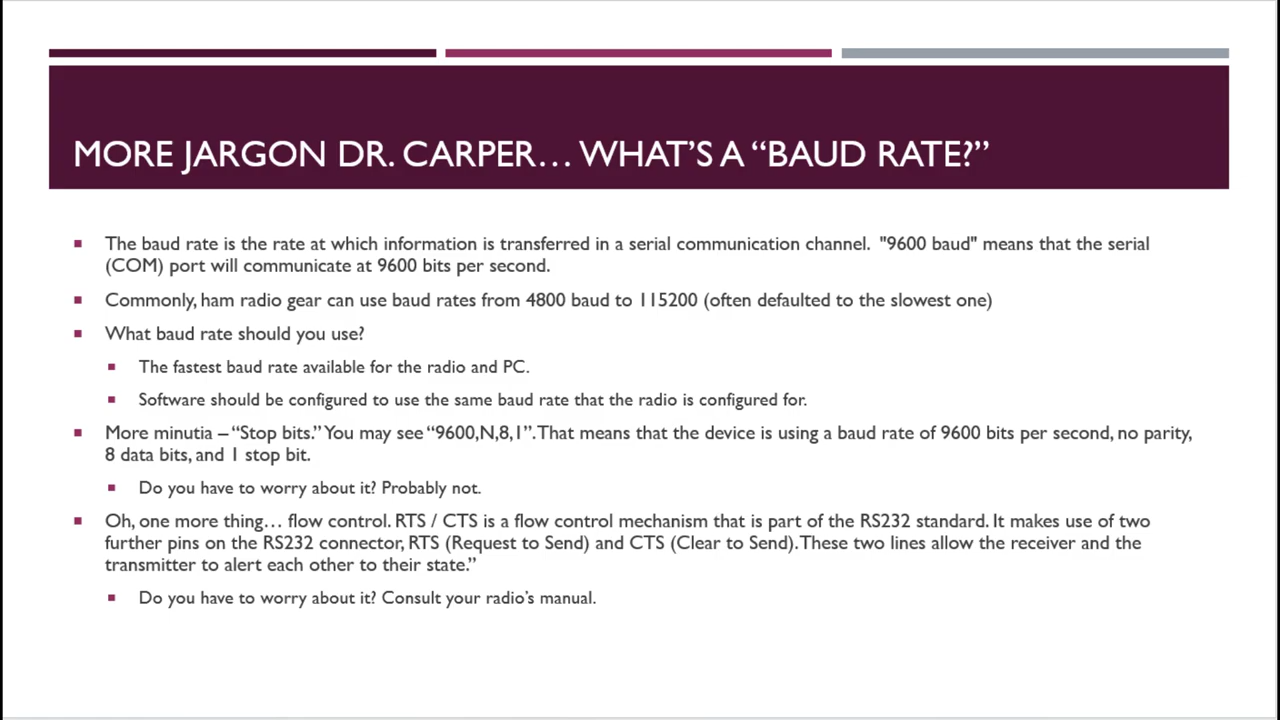 MORE JARGON DR. CARPER… WHAT’S A “BAUD RATE?”
The baud rate is the rate at which information is transferred in a serial communication channel.  "9600 baud" means that the serial
(COM) port will communicate at 9600 bits per second.
Commonly, ham radio gear can use baud rates from 4800 baud to 115200 (often defaulted to the slowest one)
What baud rate should you use?
The fastest baud rate available for the radio and PC.
Software should be configured to use the same baud rate that the radio is configured for.
More minutia – “Stop bits.” You may see “9600,N,8,1”. That means that the device is using a baud rate of 9600 bits per second, no parity,
8 data bits, and 1 stop bit.
Do you have to worry about it? Probably not.
Oh, one more thing… flow control. RTS / CTS is a flow control mechanism that is part of the RS232 standard. It makes use of two
further pins on the RS232 connector, RTS (Request to Send) and CTS (Clear to Send). These two lines allow the receiver and the
transmitter to alert each other to their state.”
Do you have to worry about it? Consult your radio’s manual.